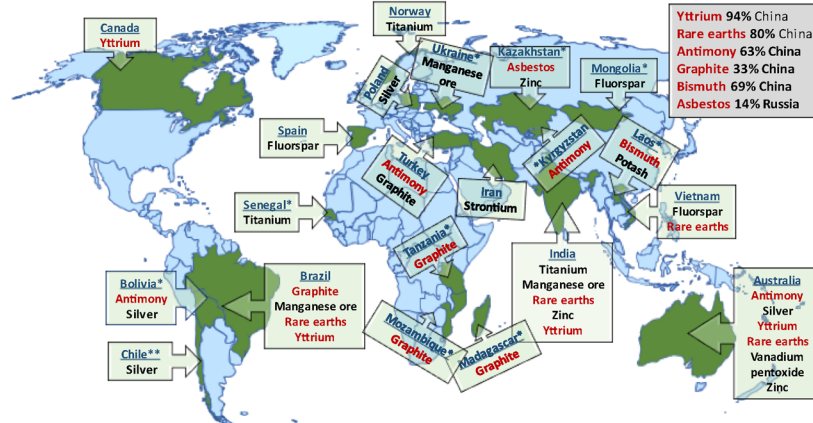 Norway
Titanium
Canada
Yttrium
Ukraine*
Manganese
ore
Kazakhstan*
Asbestos
Zinc
Mongolia*
Fluorspar
Yttrium 94% China
Rare earths 80% China
Antimony 63% China
Graphite 33% China
Bismuth 69% China
Asbestos 14% Russia
Poland
Silver
Spain
Fluorspar
Turkey
Antimony
Graphite
Iran
Strontium
*Kyrgyzstan
Antimony
Laos*
Bismuth
Potash
Vietnam
Fluorspar
Rare earths
Senegal*
Titanium
Tanzania*
Graphite
India
Titanium
Manganese ore
Rare earths
Zinc
Yttrium
Bolivia*
Antimony
Silver
Brazil
Graphite
Manganese ore
Rare earths
Yttrium
Chile**
Silver
Mozambique*
Graphite
Madagascar*
Graphite
Australia
Antimony
Silver
Yttrium
Rare earths
Vanadium
pentoxide
Zinc